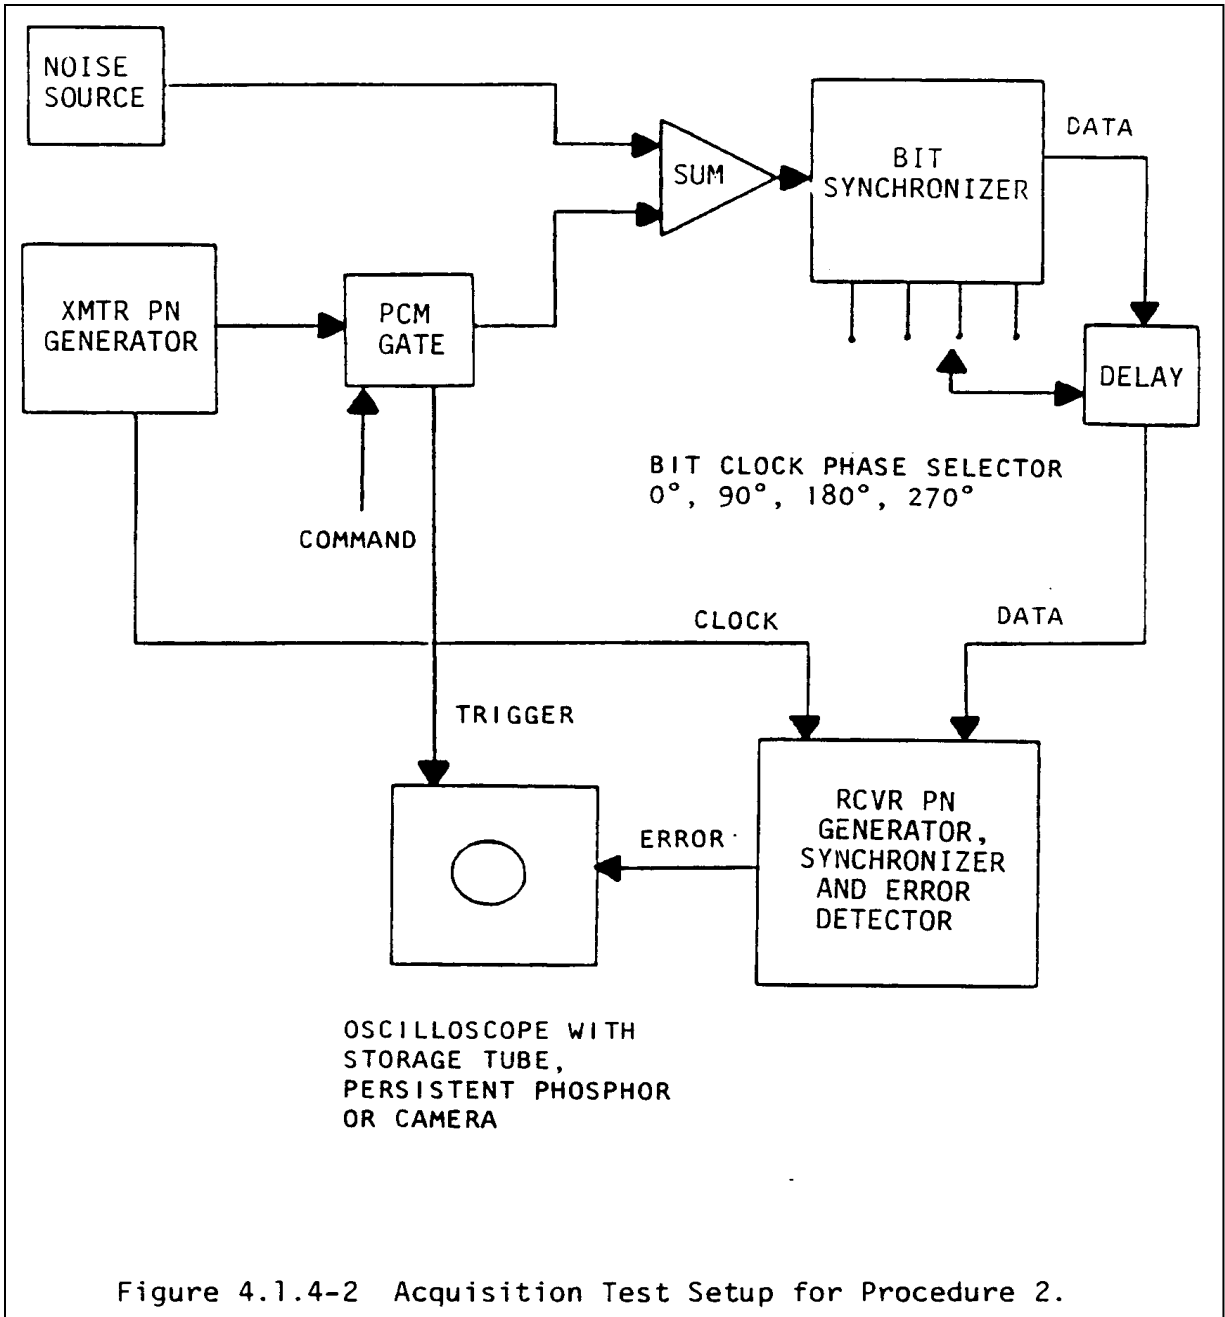 NOISE
SOURCE
SUM
BIT
SYNCHRONIZER
DATA
XMTR PN
GENERATOR
PCM
GATE
DELAY
BIT CLOCK PHASE SELECTOR
0°, 90°, 180°, 270°
COMMAND
CLOCK
DATA
TRIGGER
ERROR
RCVR PN
GENERATOR,
SYNCHRONIZER
AND ERROR
DETECTOR
OSCILLOSCOPE WITH
STORAGE TUBE,
PERSISTENT PHOSPHOR
OR CAMERA
Figure 4.1.4-2 Acquisition Test Setup for Procedure 2.